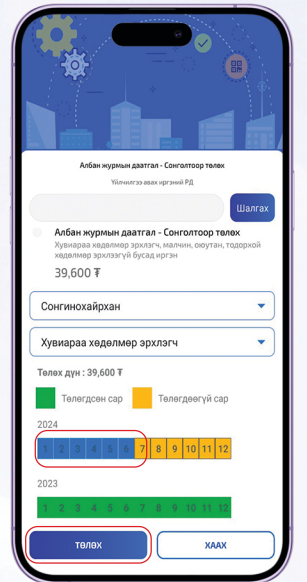 Албан журмын даатгал - Сонголтоор төлөх
Үйлчилгээ авах иргэний РД
Шалгах
Албан журмын даатгал - Сонголтоор төлөх
Хувиараа хөдөлмөр эрхлэгч, малчин, оюутан, тодорхой
хөдөлмөр эрхлээгүй бусад иргэн
39,600 ₮
Сонгинохайрхан
Хувиараа хөдөлмөр эрхлэгч
Төлөх дүн : 39,600 ₮
Төлөгдсөн сар Төлөгдөөгүй сар
2024
1 2 3 4 5 6 7 8 9 10 11 12
2023
1 2 3 4 5 6 7 8 9 10 11 12
ТӨЛӨХ ХААХ